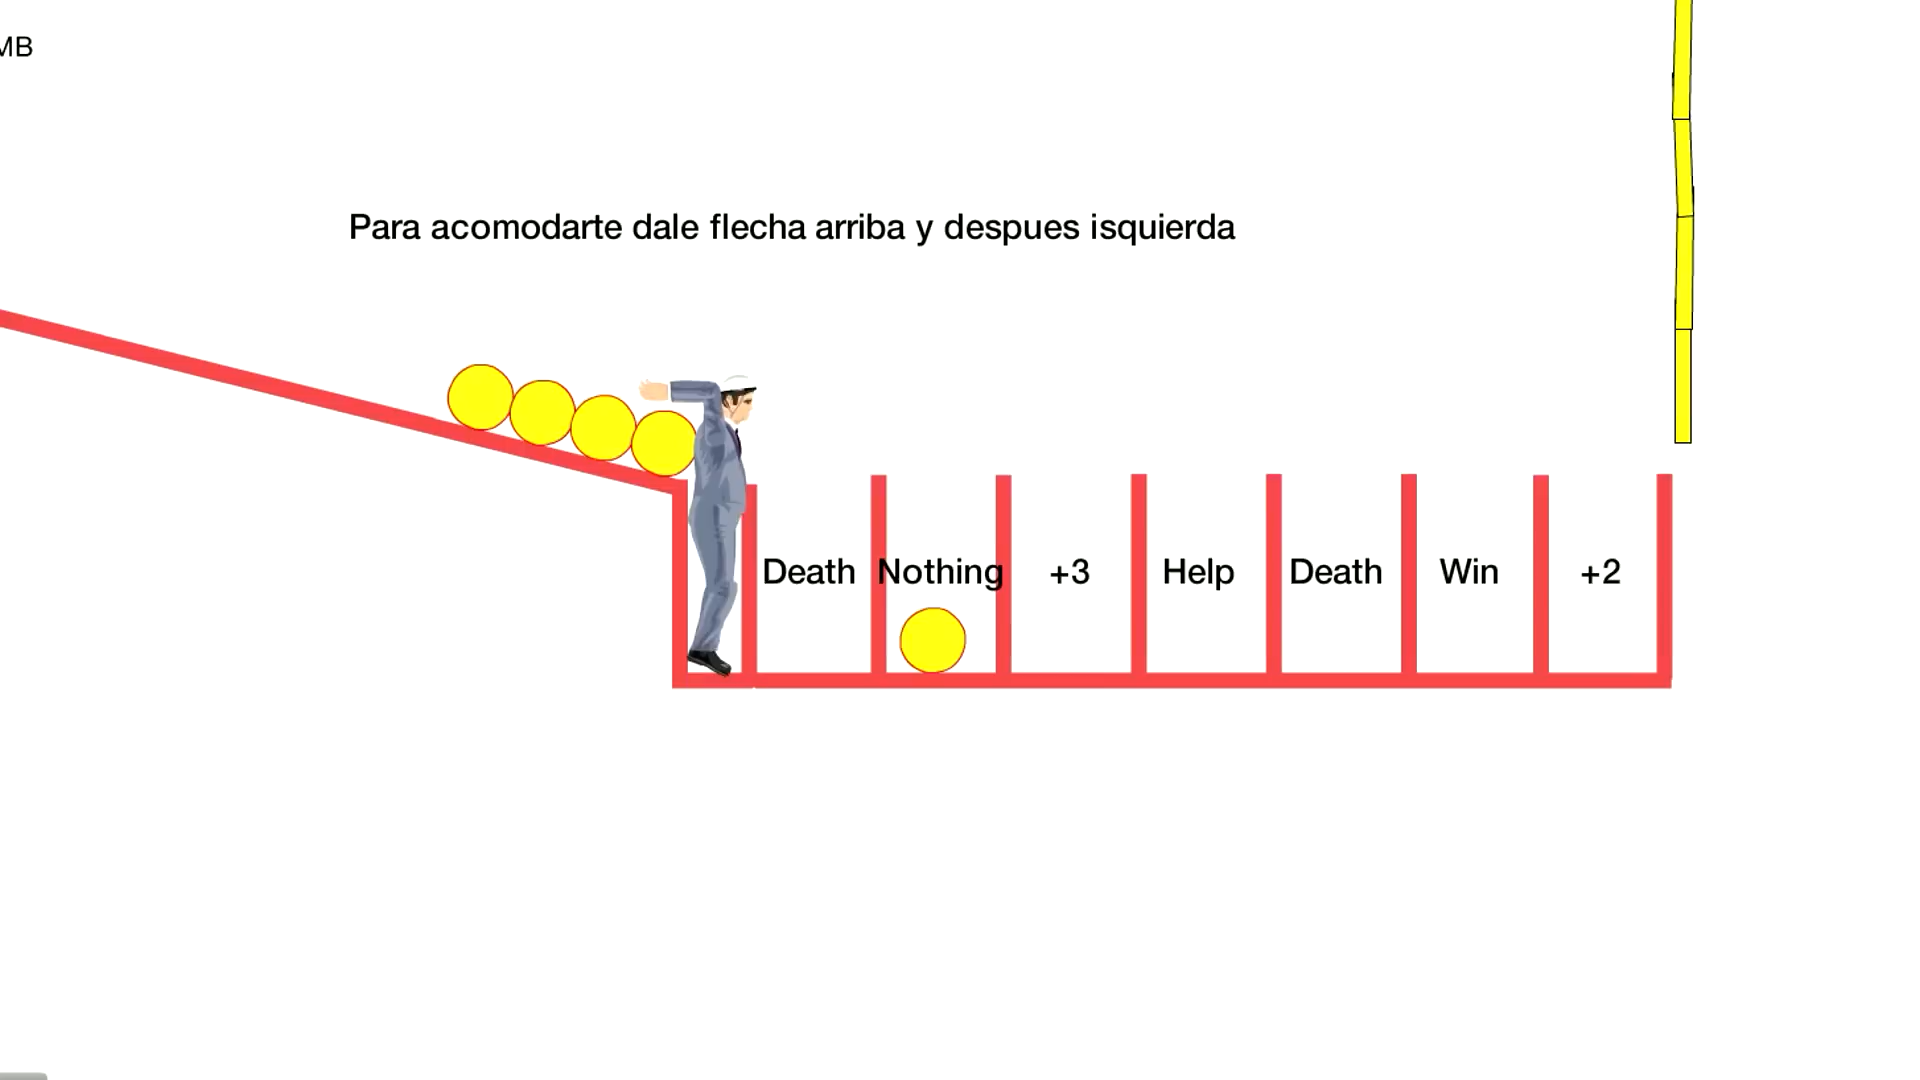 MB
Para acomodarte dale flecha arriba y despues isquierda
Death Nothing +3 Help Death Win +2